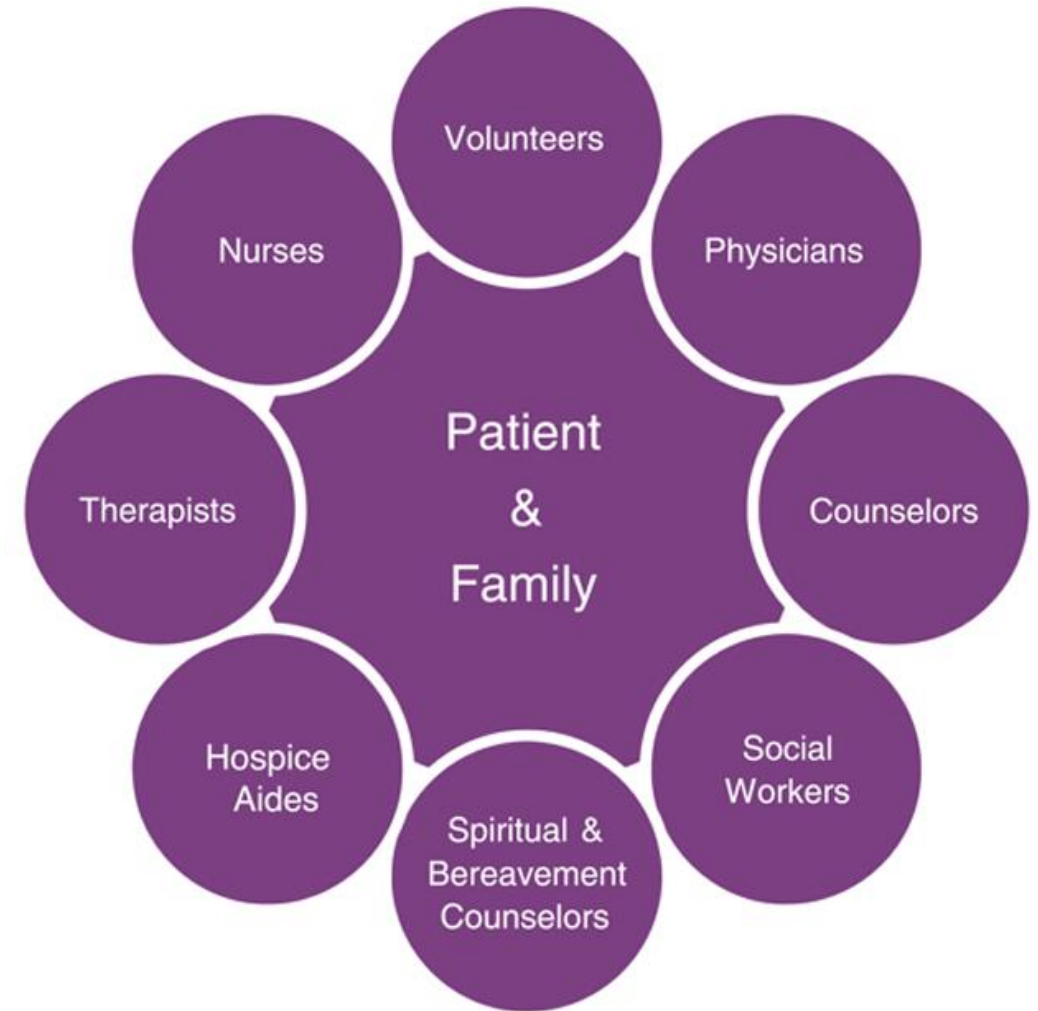 Volunteers
Physicians
Counselors
Social
Workers
Spiritual &
Bereavement
Counselors
Hospice
Aides
Therapists
Nurses
Patient
&
Family